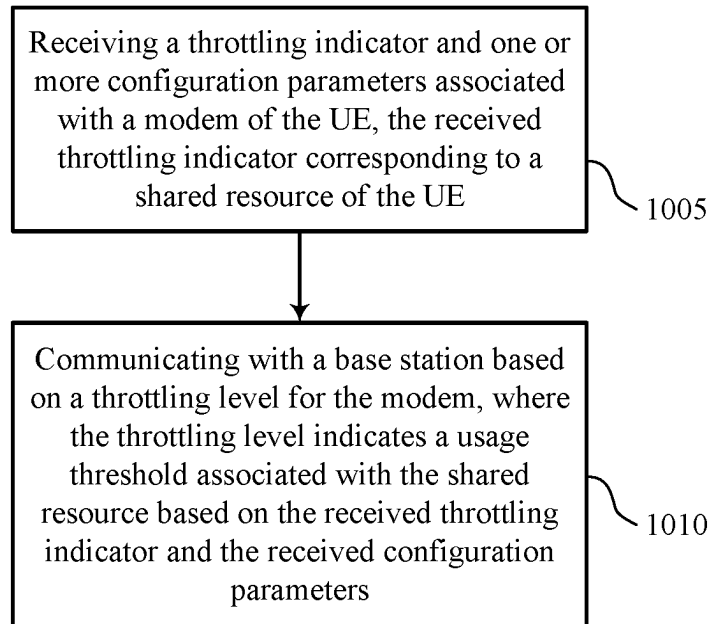 Receiving a throttling indicator and one or
more configuration parameters associated
with a modem of the UE, the received
throttling indicator corresponding to a
shared resource of the UE
1005
Communicating with a base station based
on a throttling level for the modem, where
the throttling level indicates a usage
threshold associated with the shared
resource based on the received throttling
indicator and the received configuration
parameters
1010